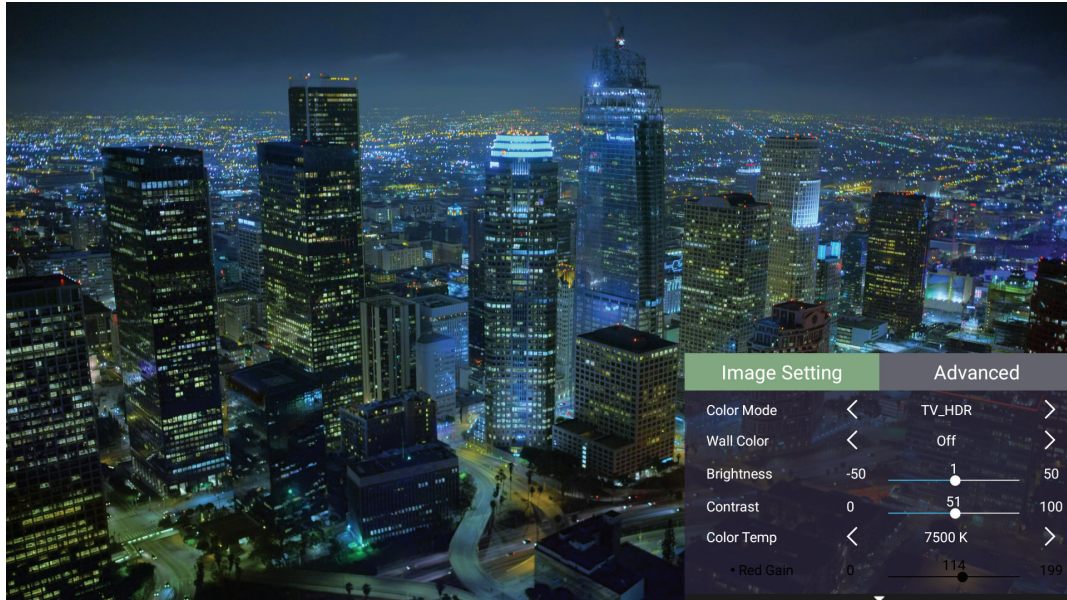 Image Setting Advanced
Color Mode TV_HDR
Wall Color Off
Brightness -50 1 50
Contrast 0 51 100
Color Temp 7500 K
• Red Gain 0 114 199